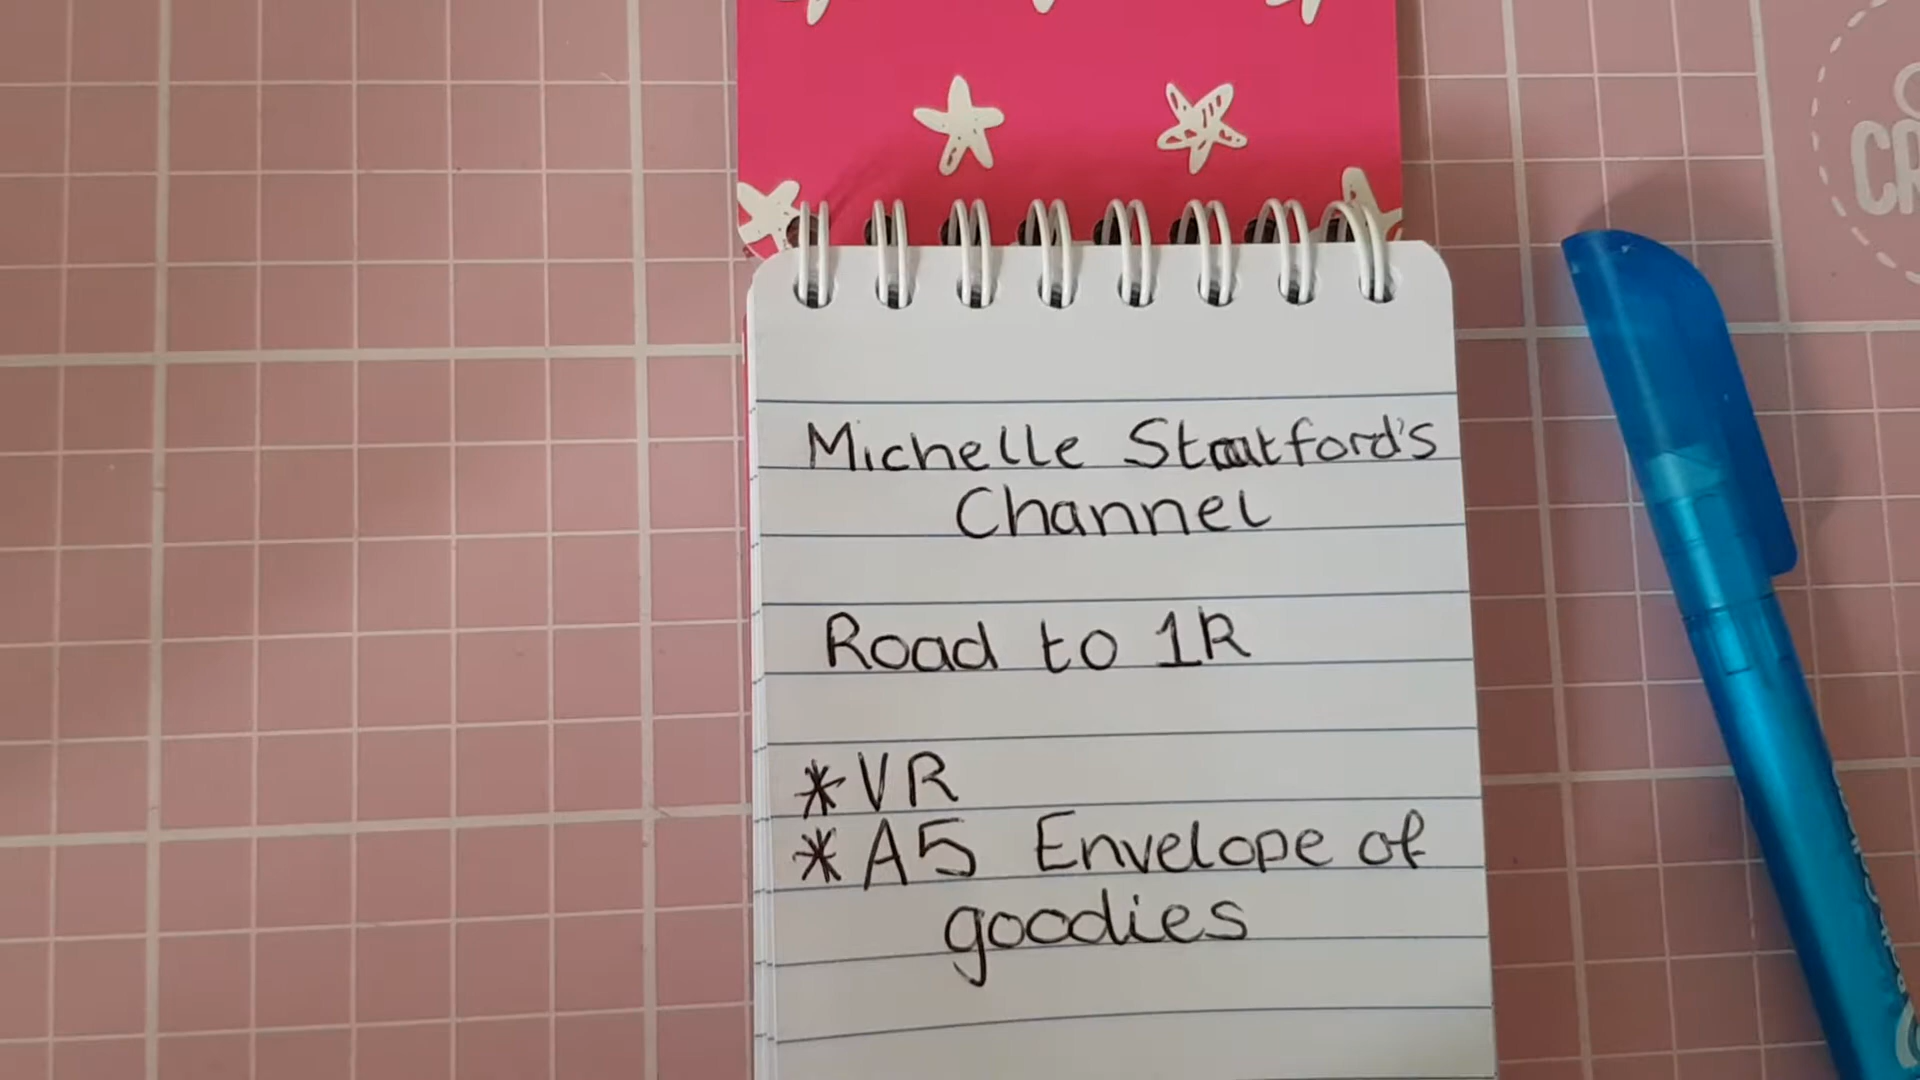 Michelle Stratford's
Channel
Road to 1K
*VR
*A5 Envelope of
goodies